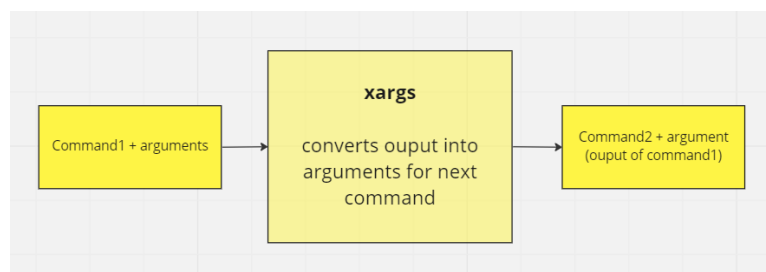 Command1 + arguments
xargs
converts ouput into
arguments for next
command
Command2 + argument
(ouput of command1)